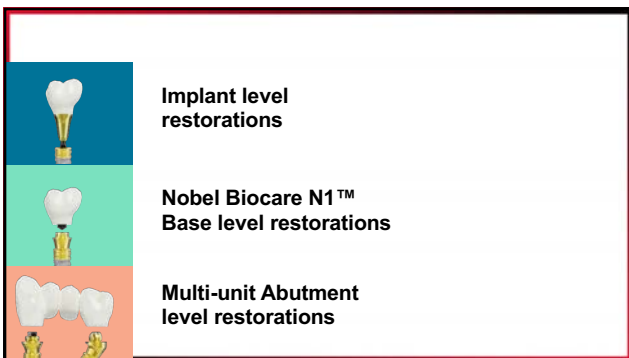 Implant level
restorations
Nobel Biocare N1™
Base level restorations
Multi-unit Abutment
level restorations